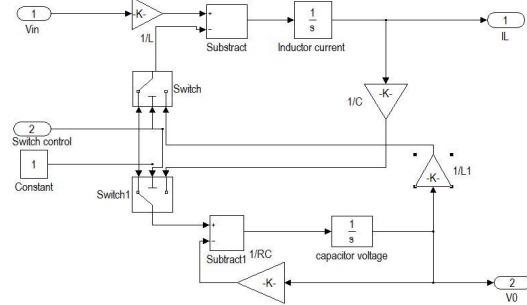 1
Vin
-K-
1/L
+
−
Substract
1
s
Inductor current
1
IL
Switch
-K-
1/C
2
Switch control
1
Constant
Switch1
-K-
1/L1
+
−
Subtract1
1
s
capacitor voltage
1/RC
-K-
2
V0